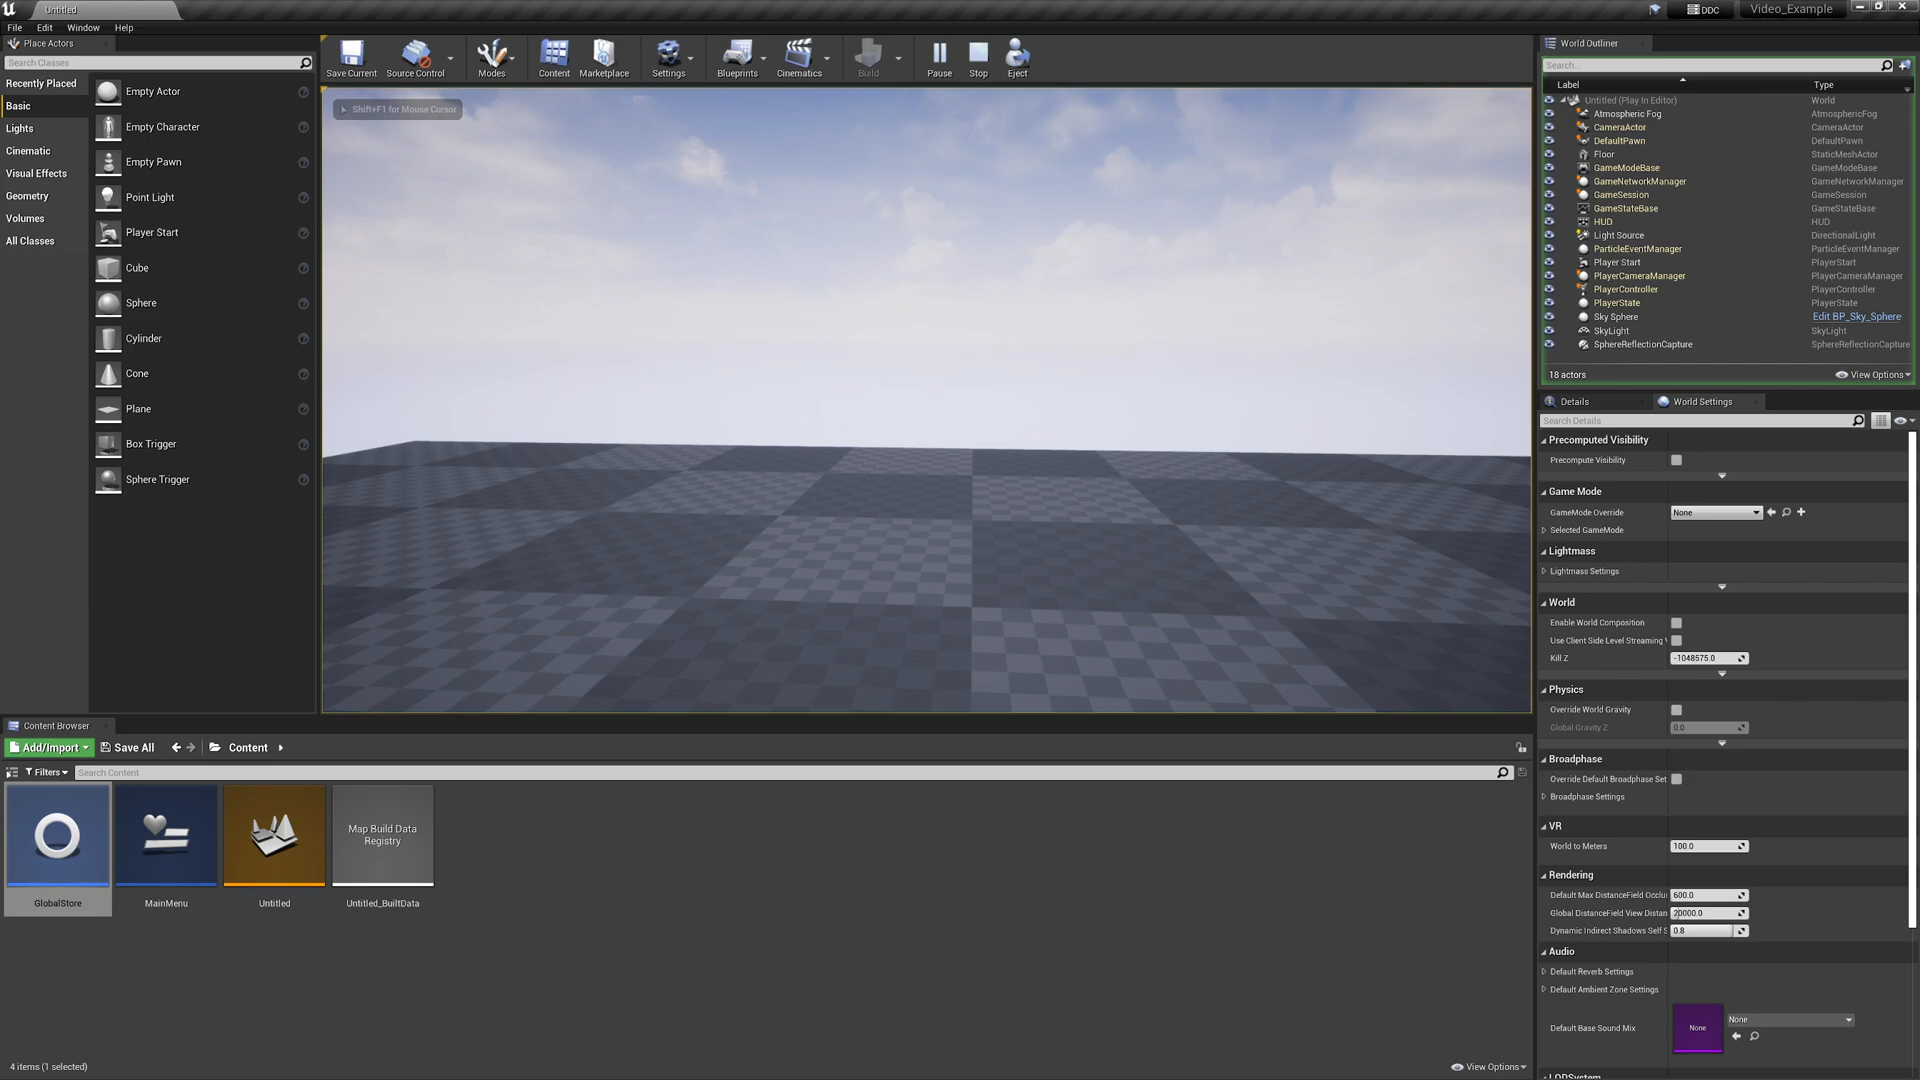 Untitled
DDC
Video_Example
File
Edit
Window
Help
Place Actors
Search Classes
Recently Placed
Basic
Lights
Cinematic
Visual Effects
Geometry
Volumes
All Classes
Empty Actor
Empty Character
Empty Pawn
Point Light
Player Start
Cube
Sphere
Cylinder
Cone
Plane
Box Trigger
Sphere Trigger
Save Current
Source Control
Modes
Content
Marketplace
Settings
Blueprints
Cinematics
Build
Pause
Stop
Eject
Shift+F1 for Mouse Cursor
World Outliner
Search...
Label
Type
Untitled (Play In Editor)
World
Atmospheric Fog
AtmosphericFog
CameraActor
CameraActor
DefaultPawn
DefaultPawn
Floor
StaticMeshActor
GameModeBase
GameModeBase
GameNetworkManager
GameNetworkManager
GameSession
GameSession
GameStateBase
GameStateBase
HUD
HUD
Light Source
DirectionalLight
ParticleEventManager
ParticleEventManager
Player Start
PlayerStart
PlayerCameraManager
PlayerCameraManager
PlayerController
PlayerController
PlayerState
PlayerState
Sky Sphere
Edit BP_Sky_Sphere
SkyLight
SkyLight
SphereReflectionCapture
SphereReflectionCapture
18 actors
View Options
Details
World Settings
Search Details
Precomputed Visibility
Precompute Visibility
Game Mode
GameMode Override
None
Selected GameMode
Lightmass
Lightmass Settings
World
Enable World Composition
Use Client Side Level Streaming
Kill Z
-1048575.0
Physics
Override World Gravity
Global Gravity Z
0.0
Broadphase
Override Default Broadphase Set
Broadphase Settings
VR
World to Meters
100.0
Rendering
Default Max DistanceField Occlu
600.0
Global DistanceField View Distan
20000.0
Dynamic Indirect Shadows Self S
0.8
Audio
Default Reverb Settings
Default Ambient Zone Settings
Default Base Sound Mix
None
None
LODSystem
Content Browser
Add/Import
Save All
Content
Filters
Search Content
Map Build Data
Registry
GlobalStore
MainMenu
Untitled
Untitled_BuiltData
4 items (1 selected)
View Options